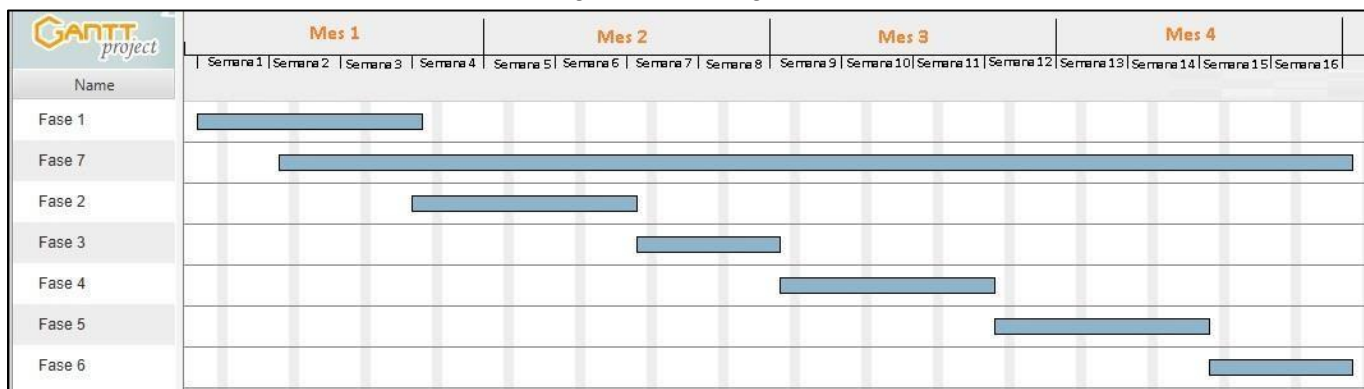 GANTT project
Mes 1 Mes 2 Mes 3 Mes 4
Semana 1 Semana 2 Semana 3 Semana 4 Semana 5 Semana 6 Semana 7 Semana 8 Semana 9 Semana 10 Semana 11 Semana 12 Semana 13 Semana 14 Semana 15 Semana 16
Name
Fase 1
Fase 7
Fase 2
Fase 3
Fase 4
Fase 5
Fase 6